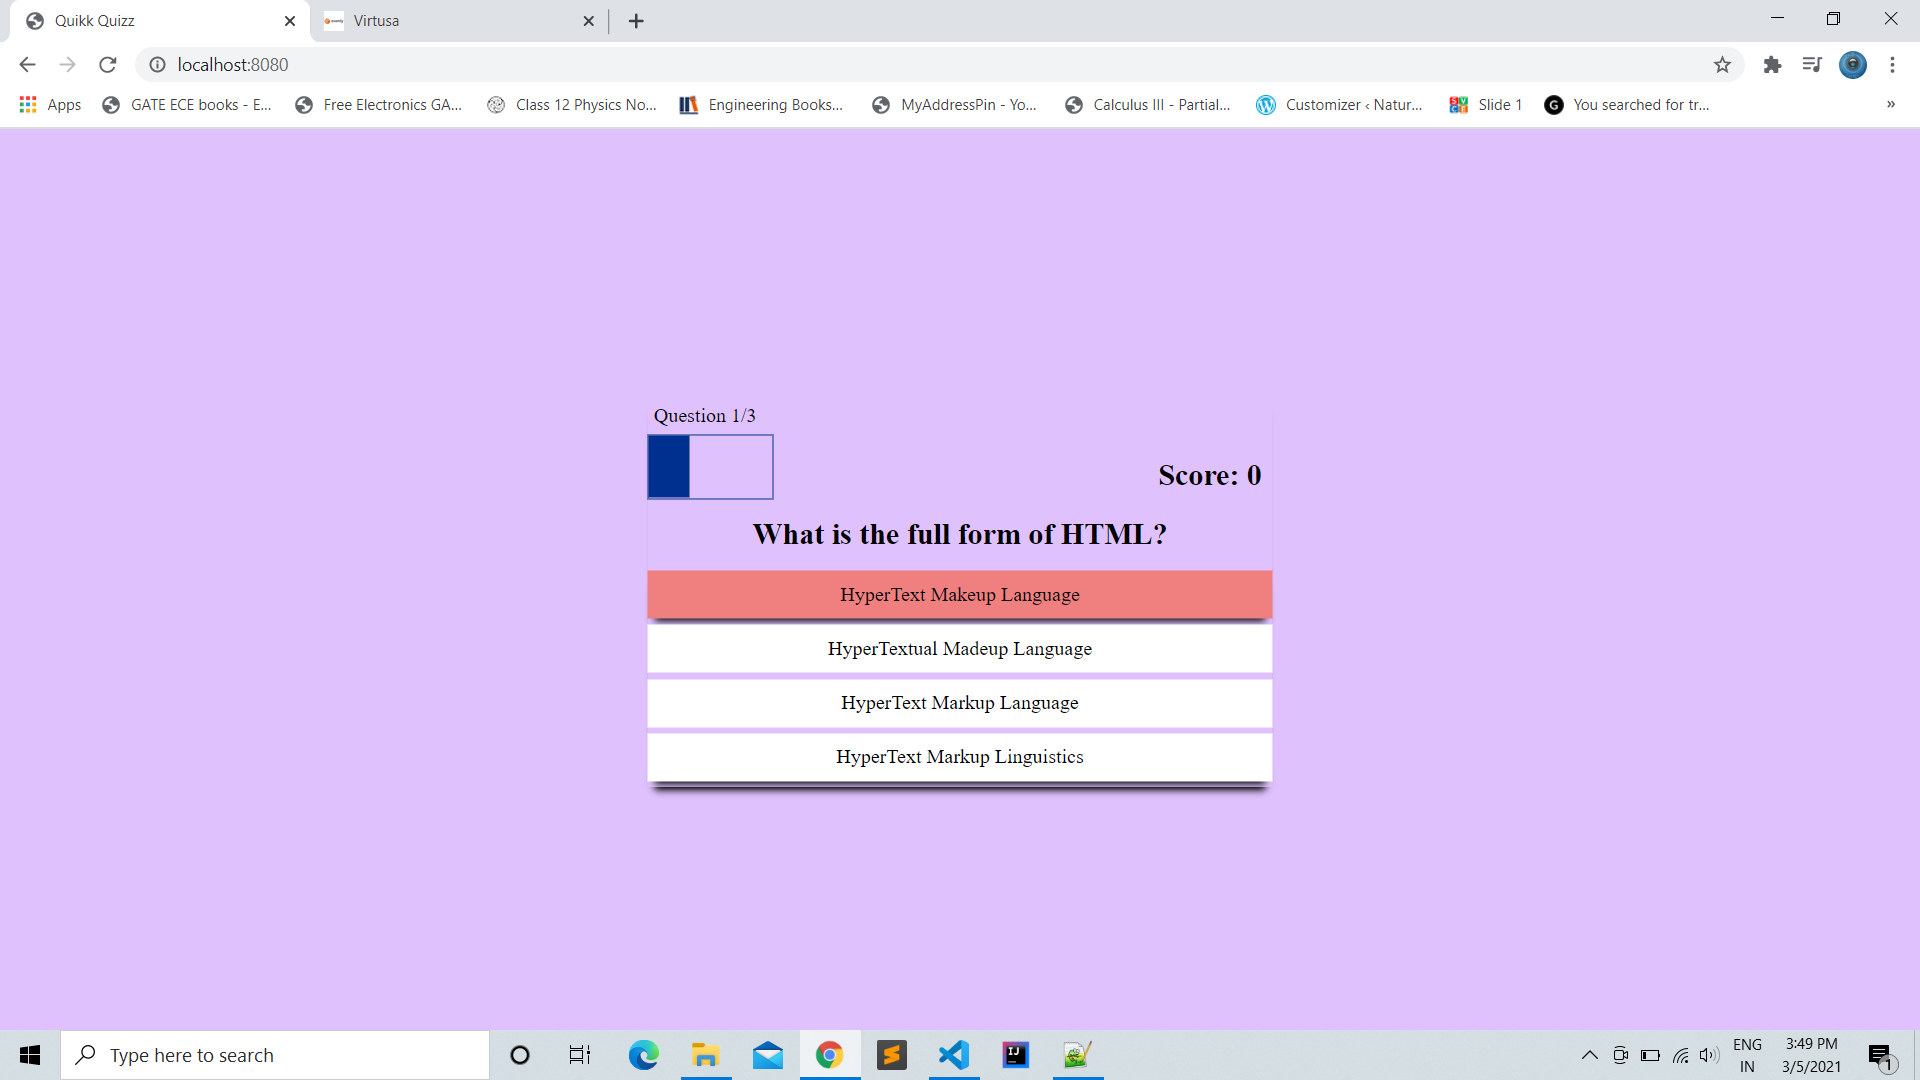 Quikk Quizz
Virtusa
localhost:8080
Apps
GATE ECE books - E...
Free Electronics GA...
Class 12 Physics No...
Engineering Books...
MyAddressPin - Yo...
Calculus III - Partial...
Customizer ‹ Natur...
Slide 1
You searched for tr...
»
Question 1/3
Score: 0
What is the full form of HTML?
HyperText Makeup Language
HyperTextual Madeup Language
HyperText Markup Language
HyperText Markup Linguistics
Type here to search
ENG
IN
3:49 PM
3/5/2021
1